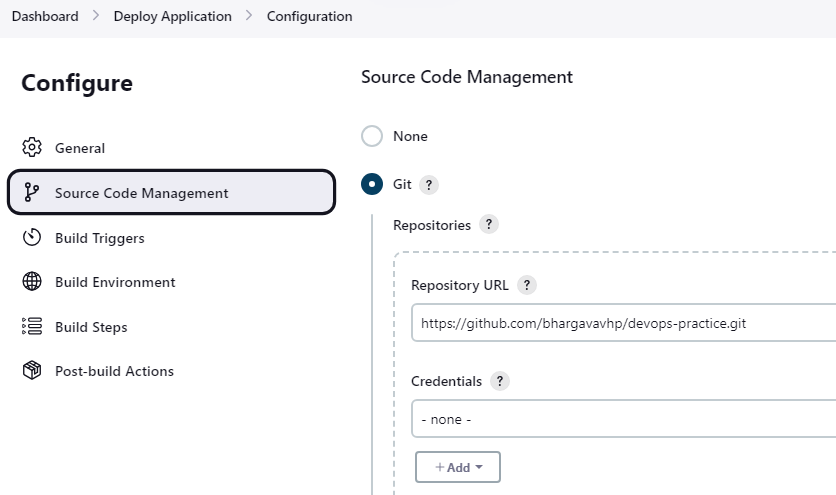 Dashboard > Deploy Application > Configuration
Configure
General
Source Code Management
Build Triggers
Build Environment
Build Steps
Post-build Actions
Source Code Management
None
Git ?
Repositories ?
Repository URL ?
https://github.com/bhargavavhp/devops-practice.git
Credentials ?
- none -
+ Add